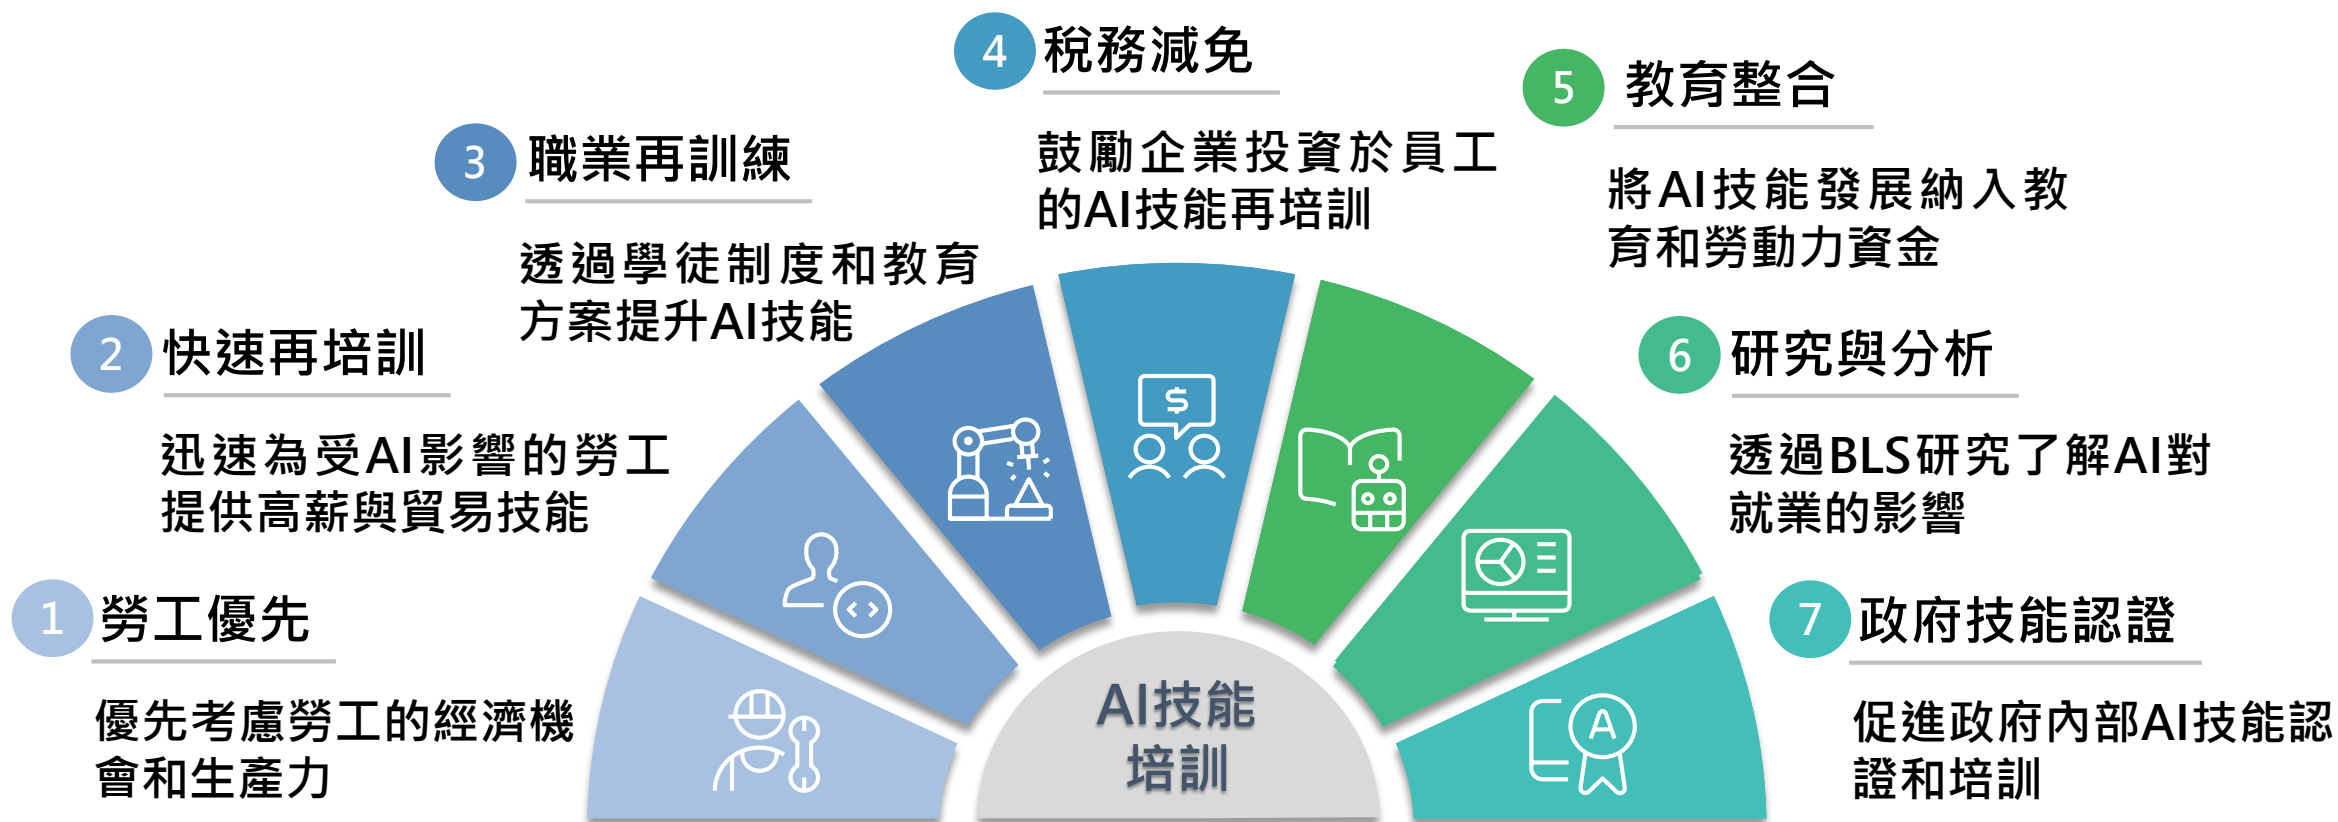 1 勞工優先
優先考慮勞工的經濟機
會和生產力
2 快速再培訓
迅速為受AI影響的勞工
提供高薪與貿易技能
3 職業再訓練
透過學徒制度和教育
方案提升AI技能
4 稅務減免
鼓勵企業投資於員工
的AI技能再培訓
5 教育整合
將AI技能發展納入教
育和勞動力資金
6 研究與分析
透過BLS研究了解AI對
就業的影響
7 政府技能認證
促進政府內部AI技能認
證和培訓
AI技能
培訓
$
A